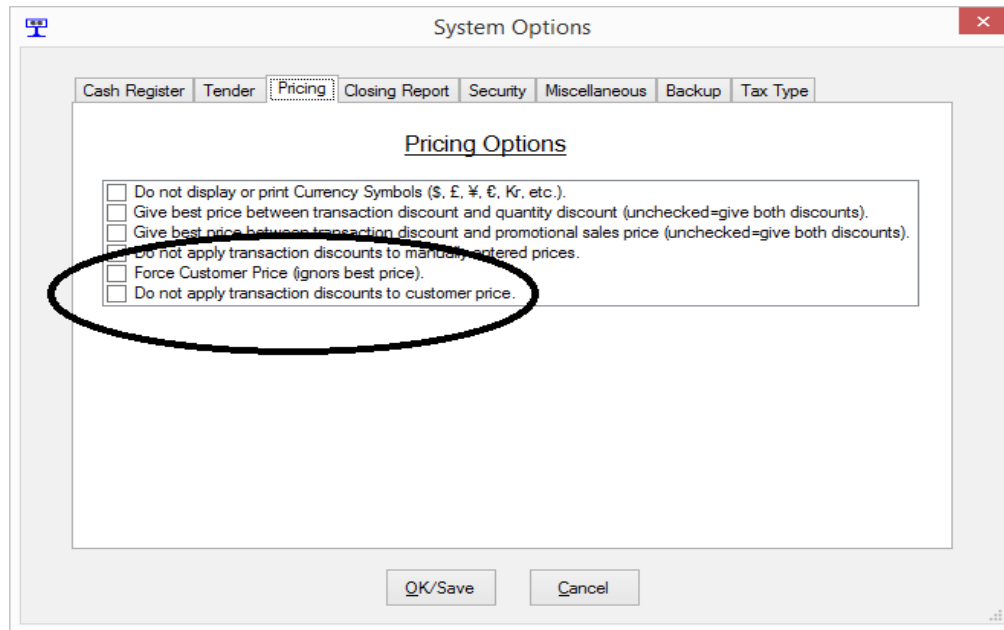 System Options
Cash Register Tender Pricing Closing Report Security Miscellaneous Backup Tax Type
Pricing Options
Do not display or print Currency Symbols ($, £, ¥, €, Kr, etc.).
Give best price between transaction discount and quantity discount (unchecked=give both discounts).
Give best price between transaction discount and promotional sales price (unchecked=give both discounts).
Do not apply transaction discounts to manually entered prices.
Force Customer Price (ignors best price).
Do not apply transaction discounts to customer price.
OK/Save Cancel